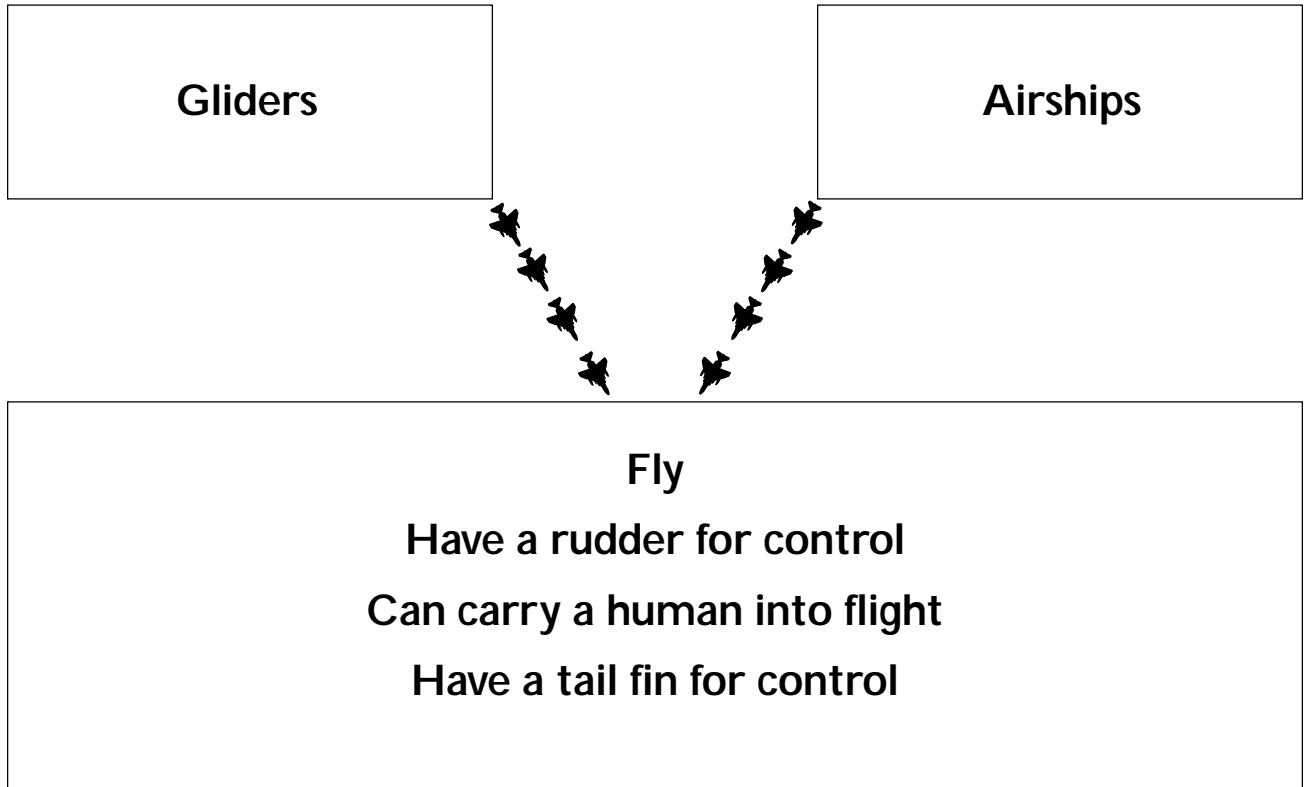 Gliders
Airships
Fly
Have a rudder for control
Can carry a human into flight
Have a tail fin for control